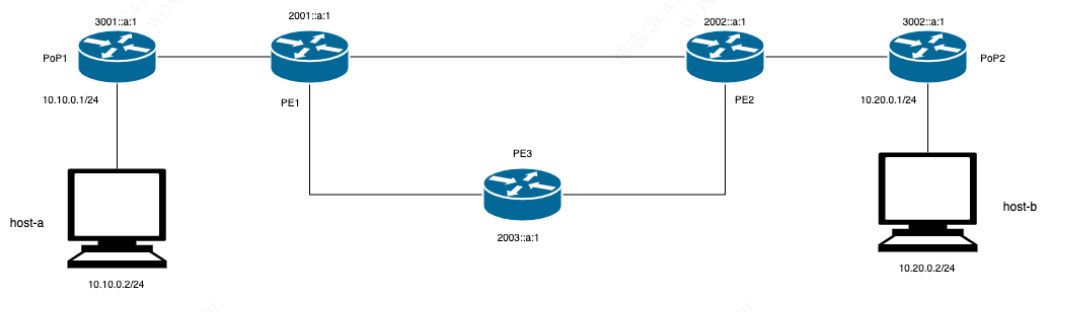 3001::a:1
2001::a:1
2002::a:1
3002::a:1
PoP1
PoP2
10.10.0.1/24
PE1
PE2
10.20.0.1/24
PE3
host-a
host-b
2003::a:1
10.20.0.2/24
10.10.0.2/24